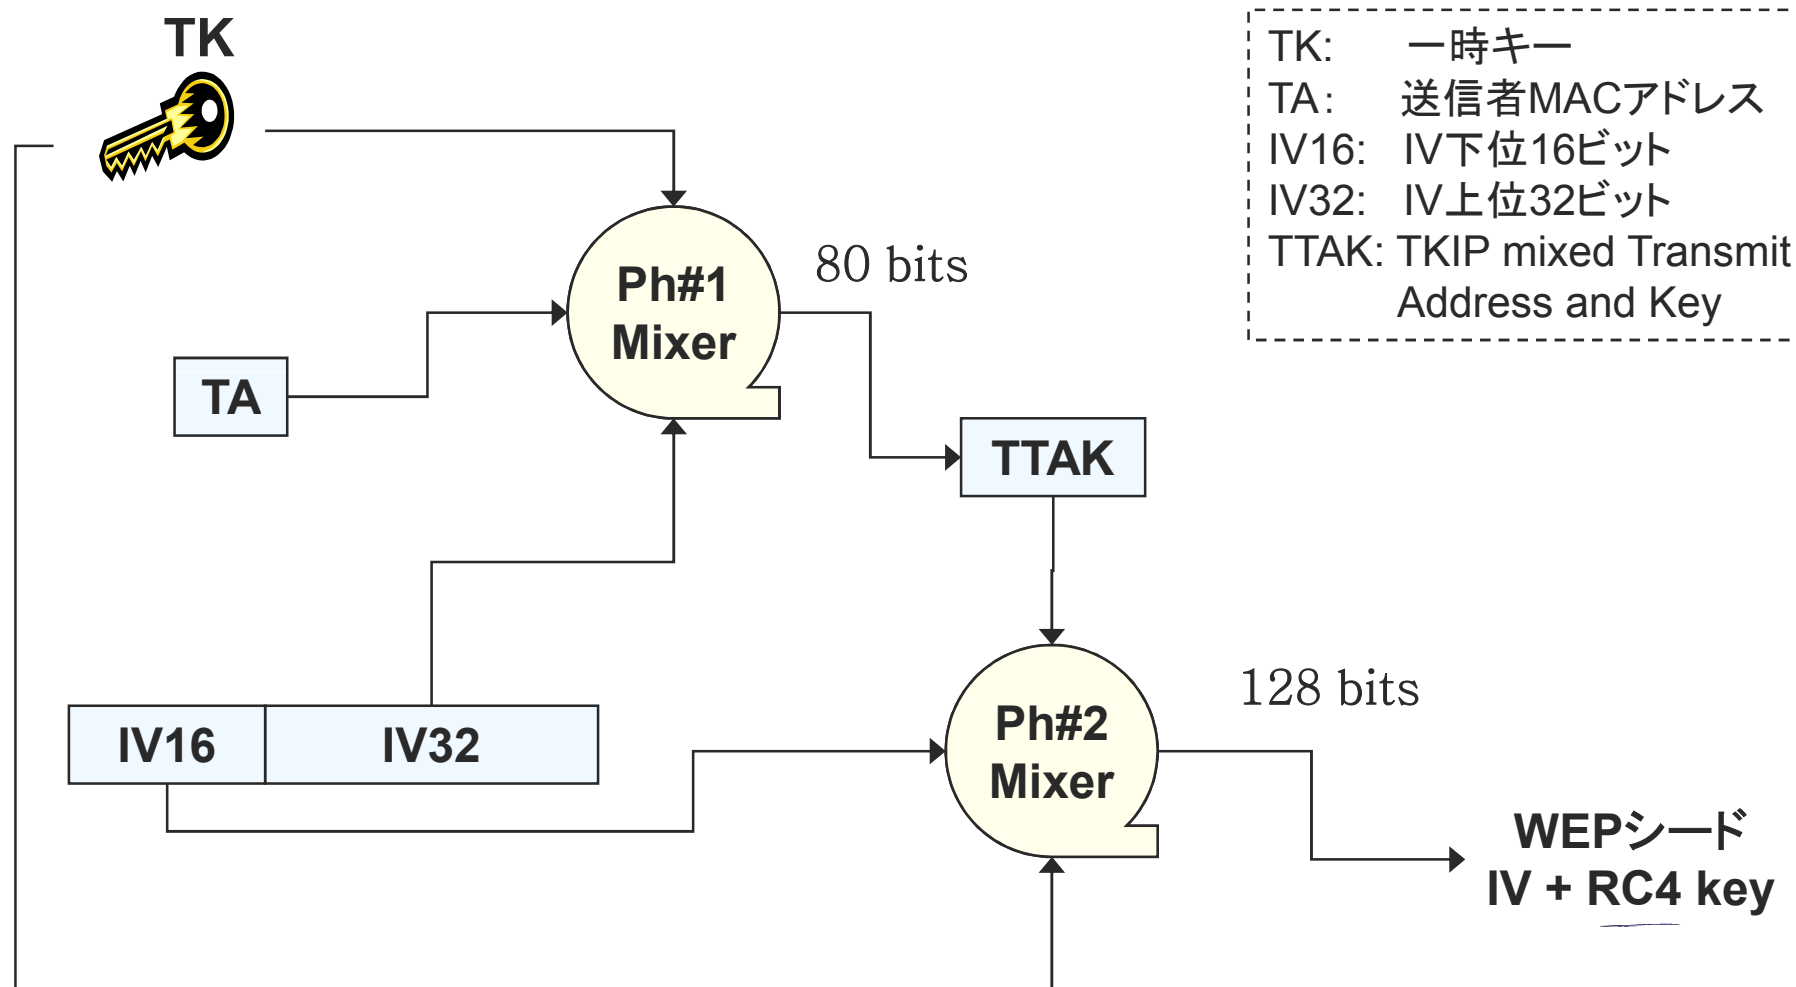 TK
TK: 一時キー
TA: 送信者MACアドレス
IV16: IV下位16ビット
IV32: IV上位32ビット
TTAK: TKIP mixed Transmit
Address and Key
80 bits
Ph#1
Mixer
TA
TTAK
128 bits
IV16 IV32
Ph#2
Mixer
WEPシード
IV + RC4 key